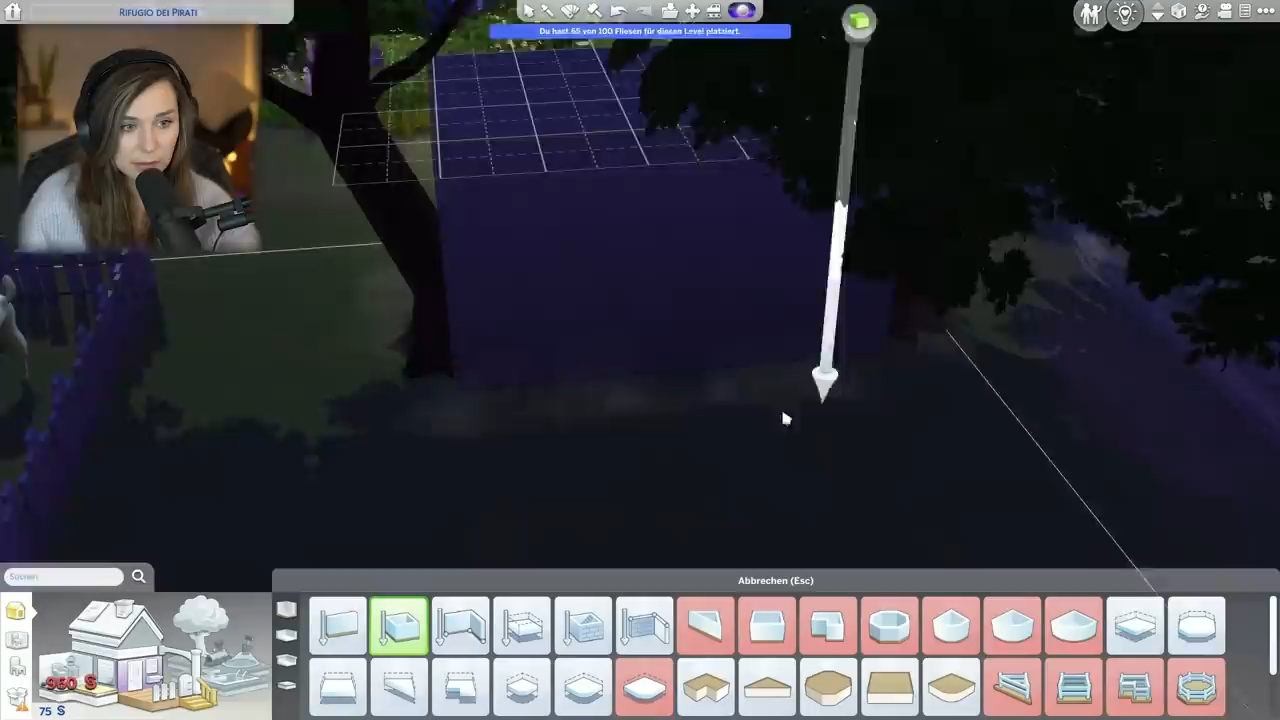 Rifugio dei Pirati
Du hast 65 von 100 Fliesen für diesen Level platziert.
Suchen
Abbrechen (Esc)
-950 $
75 $